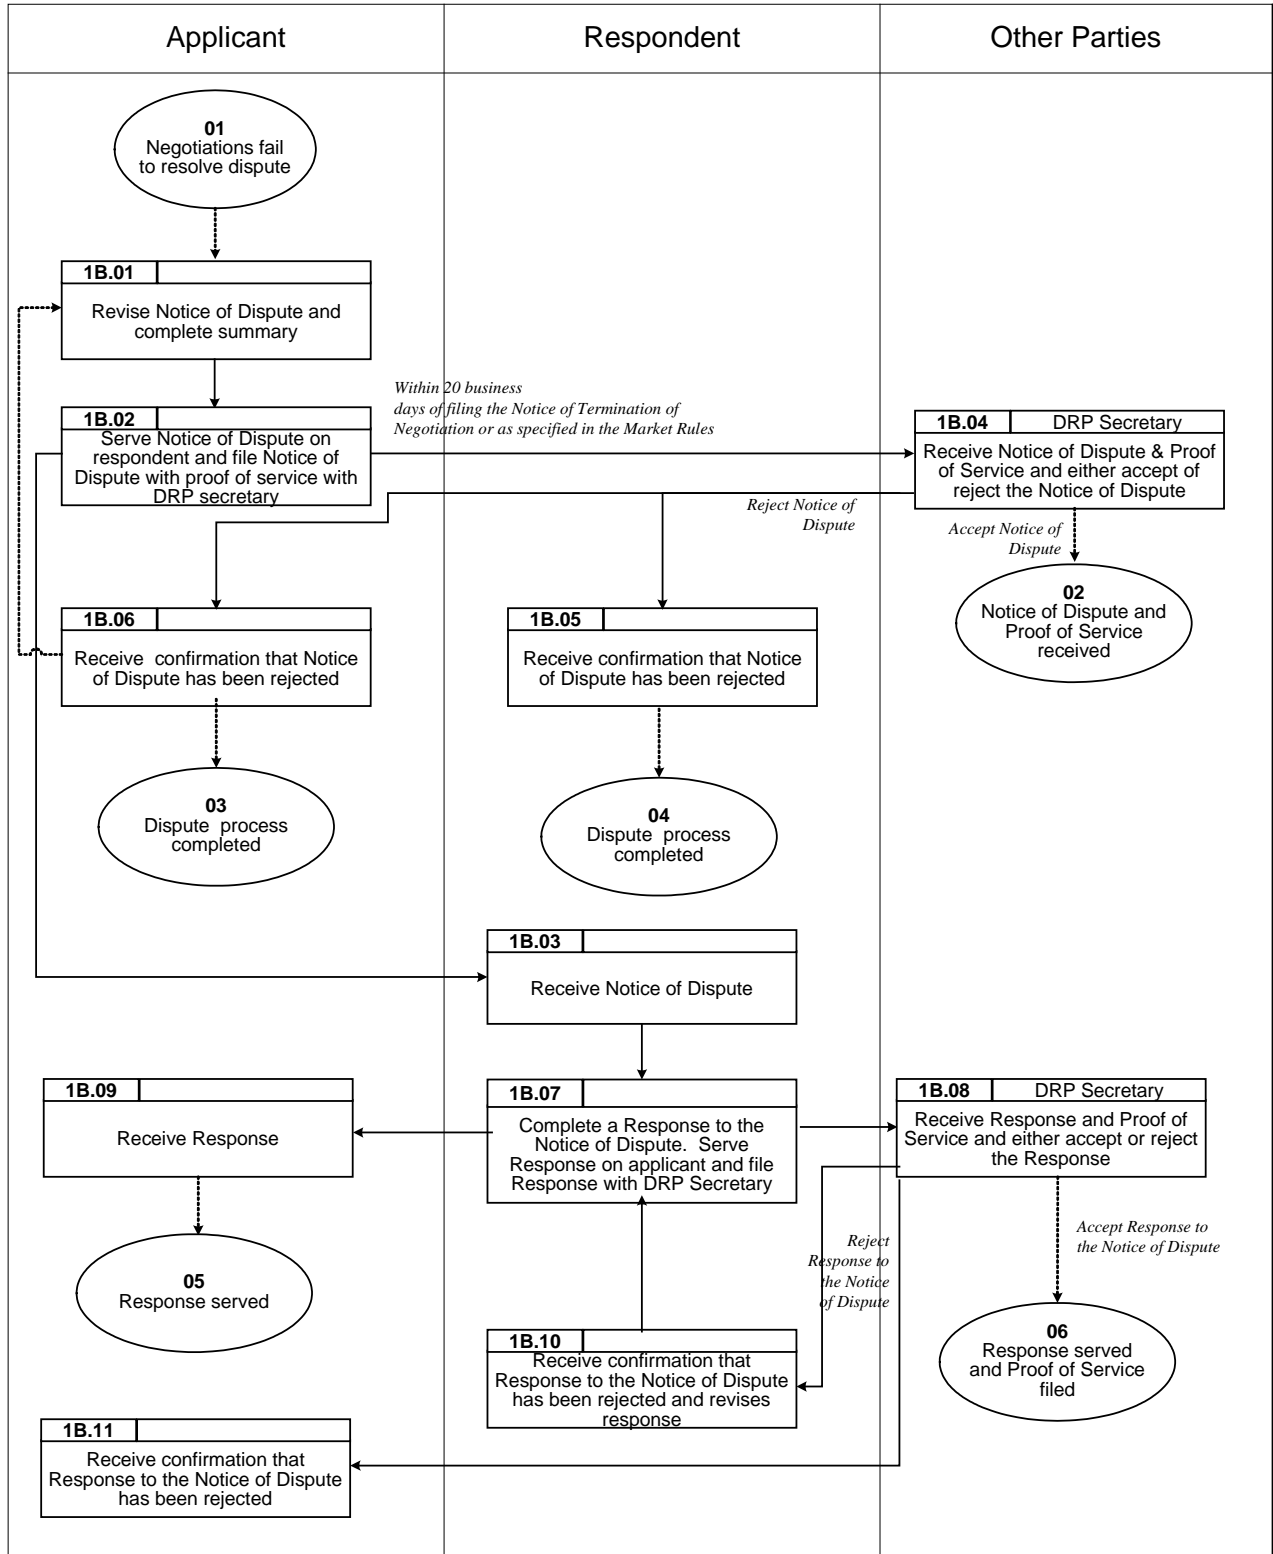 Applicant
Respondent
Other Parties
01
Negotiations fail
to resolve dispute
1B.01
Revise Notice of Dispute and
complete summary
Within 20 business
days of filing the Notice of Termination of
Negotiation or as specified in the Market Rules
1B.02
Serve Notice of Dispute on
respondent and file Notice of
Dispute with proof of service with
DRP secretary
1B.04 DRP Secretary
Receive Notice of Dispute & Proof
of Service and either accept of
reject the Notice of Dispute
Reject Notice of
Dispute
Accept Notice of
Dispute
02
Notice of Dispute and
Proof of Service
received
1B.06
Receive confirmation that Notice
of Dispute has been rejected
1B.05
Receive confirmation that Notice
of Dispute has been rejected
03
Dispute process
completed
04
Dispute process
completed
1B.03
Receive Notice of Dispute
1B.09
Receive Response
1B.07
Complete a Response to the
Notice of Dispute. Serve
Response on applicant and file
Response with DRP Secretary
1B.08 DRP Secretary
Receive Response and Proof of
Service and either accept or reject
the Response
Reject
Response to
the Notice
of Dispute
Accept Response to
the Notice of Dispute
05
Response served
06
Response served
and Proof of Service
filed
1B.10
Receive confirmation that
Response to the Notice of Dispute
has been rejected and revises
response
1B.11
Receive confirmation that
Response to the Notice of Dispute
has been rejected